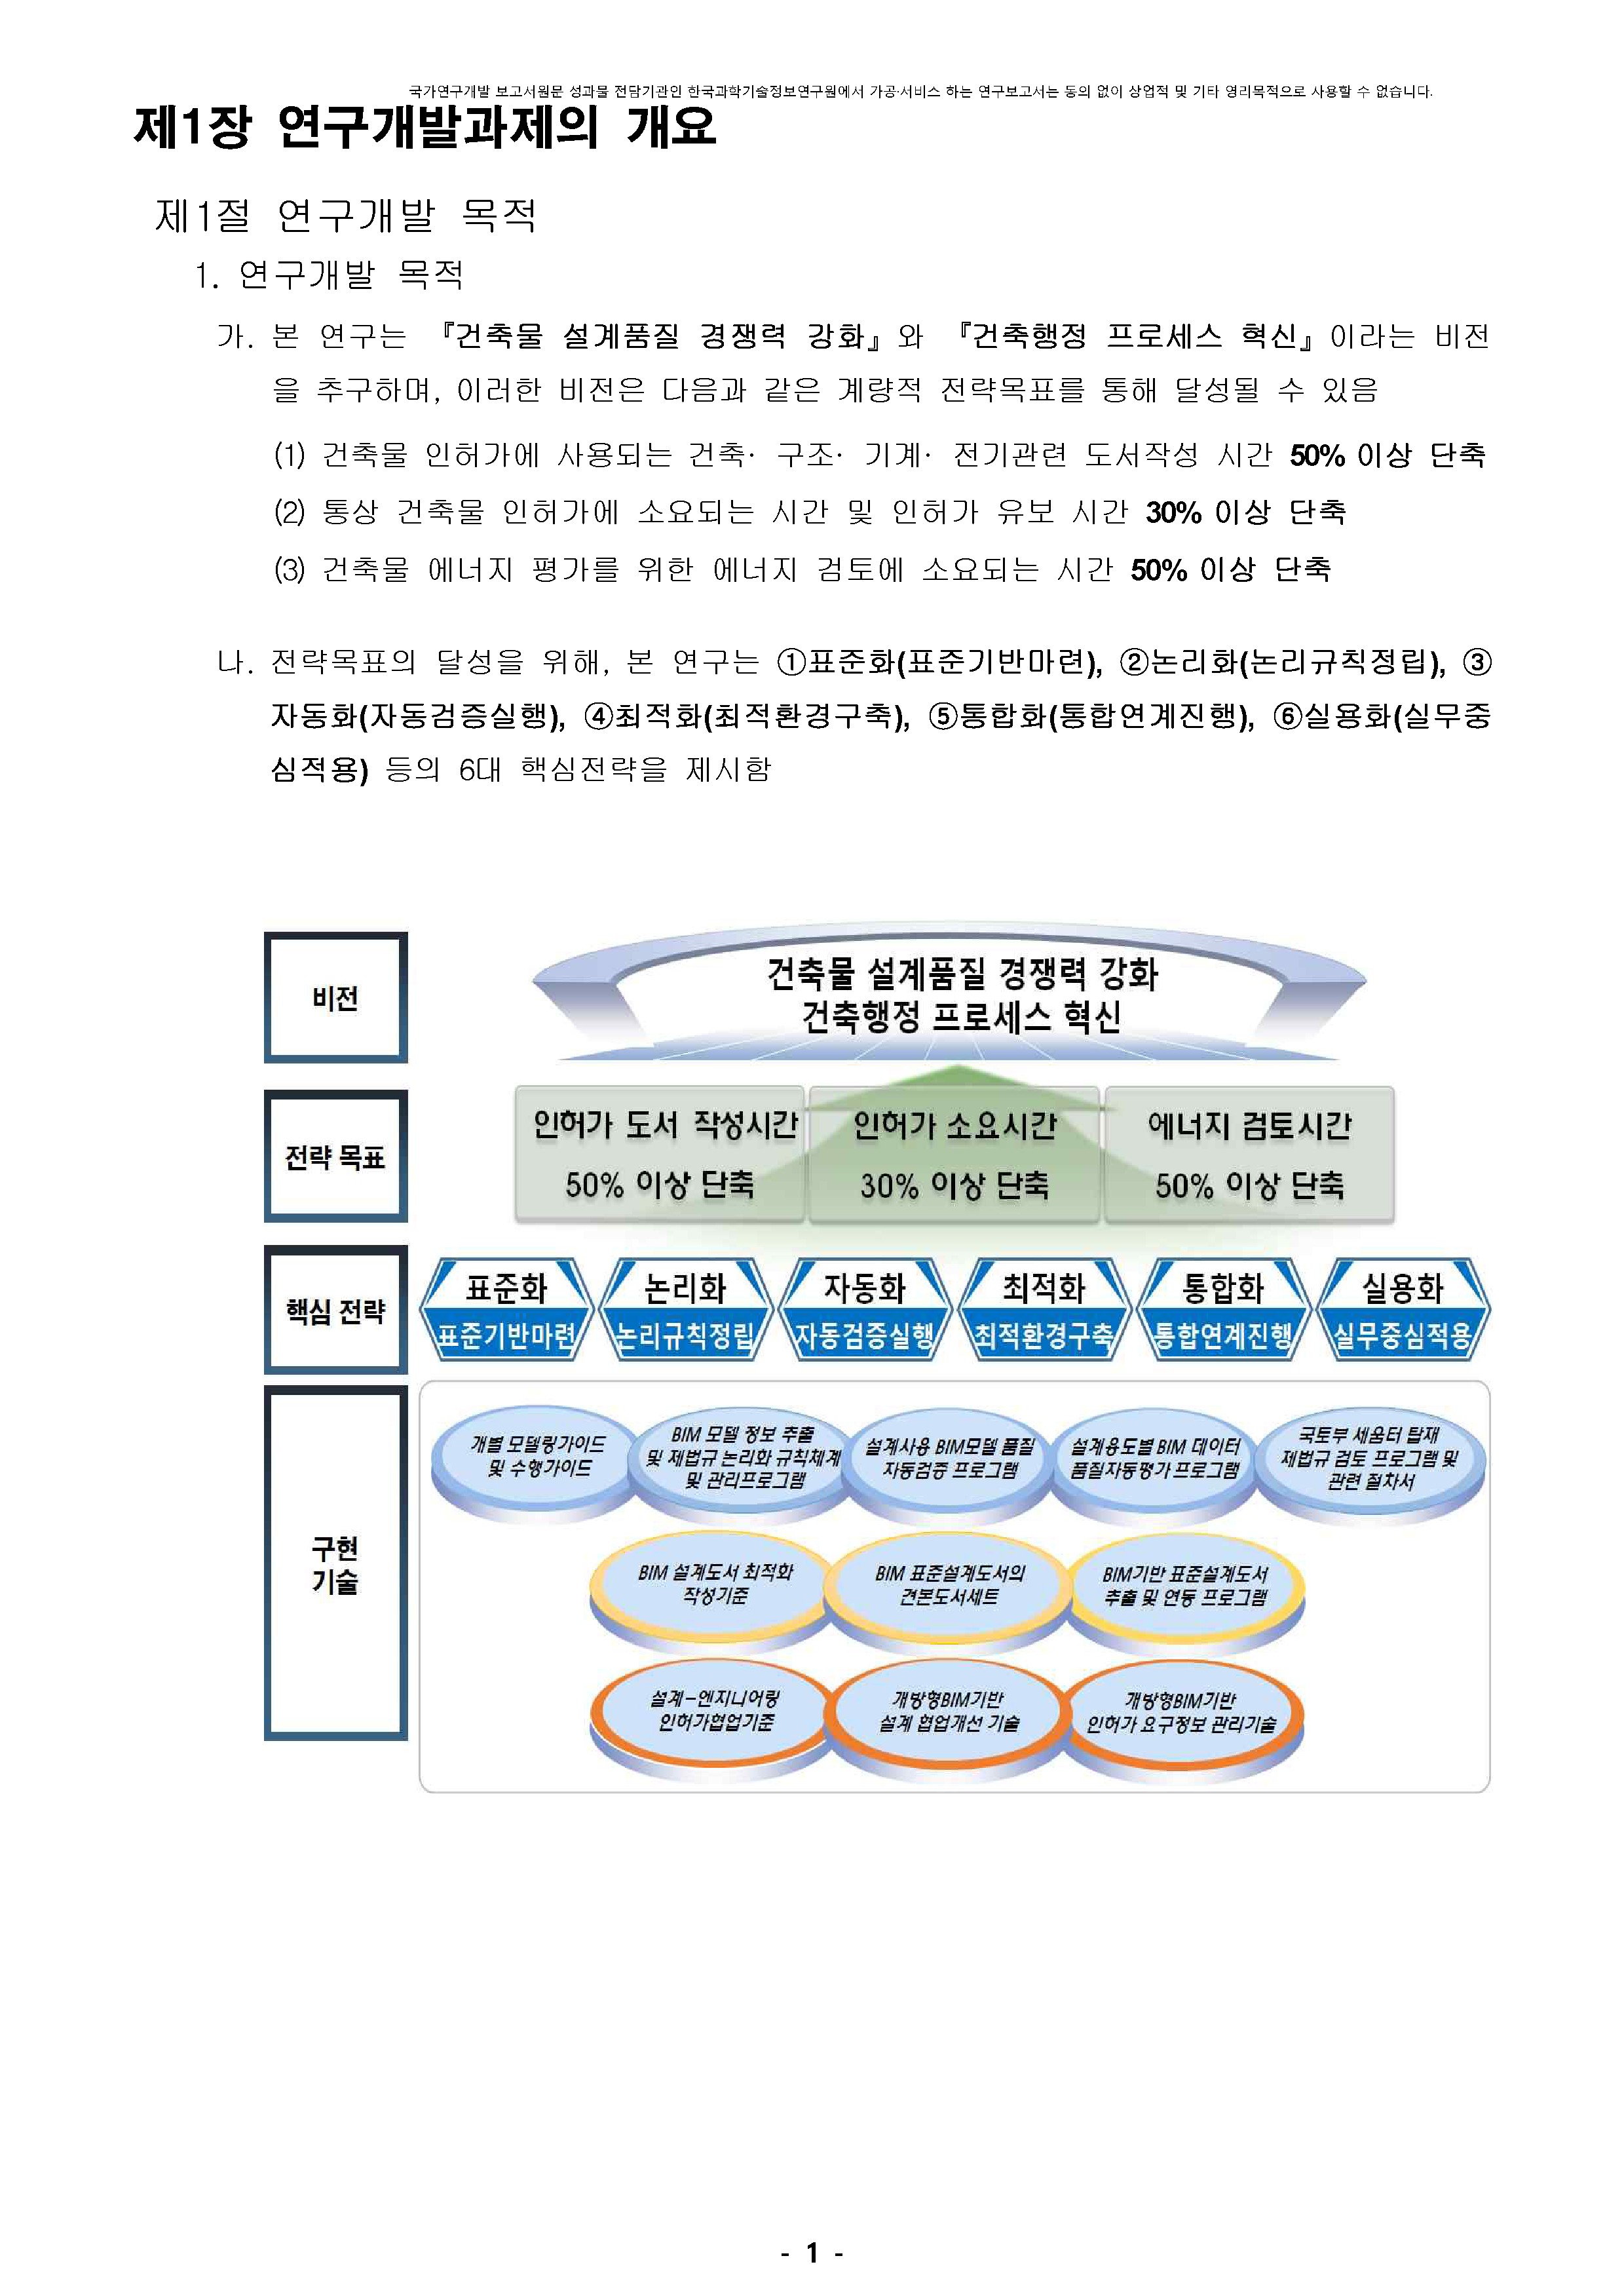 국가연구개발 보고서원문 성과물 전담기관인 한국과학기술정보연구원에서 가공·서비스 하는 연구보고서는 동의 없이 상업적 및 기타 영리목적으로 사용할 수 없습니다.
제1장 연구개발과제의 개요
제1절 연구개발 목적
1. 연구개발 목적
가. 본 연구는 『건축물 설계품질 경쟁력 강화』와 『건축행정 프로세스 혁신』이라는 비전
을 추구하며, 이러한 비전은 다음과 같은 계량적 전략목표를 통해 달성될 수 있음
(1) 건축물 인허가에 사용되는 건축· 구조· 기계· 전기관련 도서작성 시간 50% 이상 단축
(2) 통상 건축물 인허가에 소요되는 시간 및 인허가 유보 시간 30% 이상 단축
(3) 건축물 에너지 평가를 위한 에너지 검토에 소요되는 시간 50% 이상 단축
나. 전략목표의 달성을 위해, 본 연구는 ①표준화(표준기반마련), ②논리화(논리규칙정립), ③
자동화(자동검증실행), ④최적화(최적환경구축), ⑤통합화(통합연계진행), ⑥실용화(실무중
심적용) 등의 6대 핵심전략을 제시함
비전
건축물 설계품질 경쟁력 강화
건축행정 프로세스 혁신
전략 목표
인허가 도서 작성시간
50% 이상 단축
인허가 소요시간
30% 이상 단축
에너지 검토시간
50% 이상 단축
핵심 전략
표준화
표준기반마련
논리화
논리규칙정립
자동화
자동검증실행
최적화
최적환경구축
통합화
통합연계진행
실용화
실무중심적용
구현
기술
개별 모델링가이드
및 수행가이드
BIM 모델 정보 추출
및 제법규 논리화 규칙체계
및 관리프로그램
설계사용 BIM모델 품질
자동검증 프로그램
설계용도별 BIM 데이터
품질자동평가 프로그램
국토부 세움터 탑재
제법규 검토 프로그램 및
관련 절차서
BIM 설계도서 최적화
작성기준
BIM 표준설계도서의
견본도서세트
BIM기반 표준설계도서
추출 및 연동 프로그램
설계-엔지니어링
인허가협업기준
개방형BIM기반
설계 협업개선 기술
개방형BIM기반
인허가 요구정보 관리기술
- 1 -